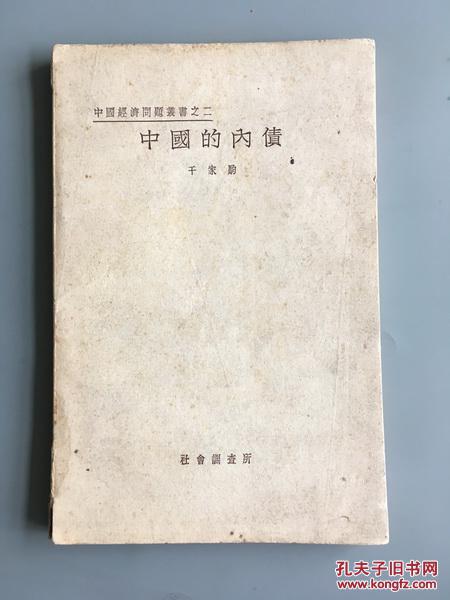 中國經濟問題叢書之二
中國的內債
千家駒
社會調查所
孔夫子旧书网
www.kongfz.com